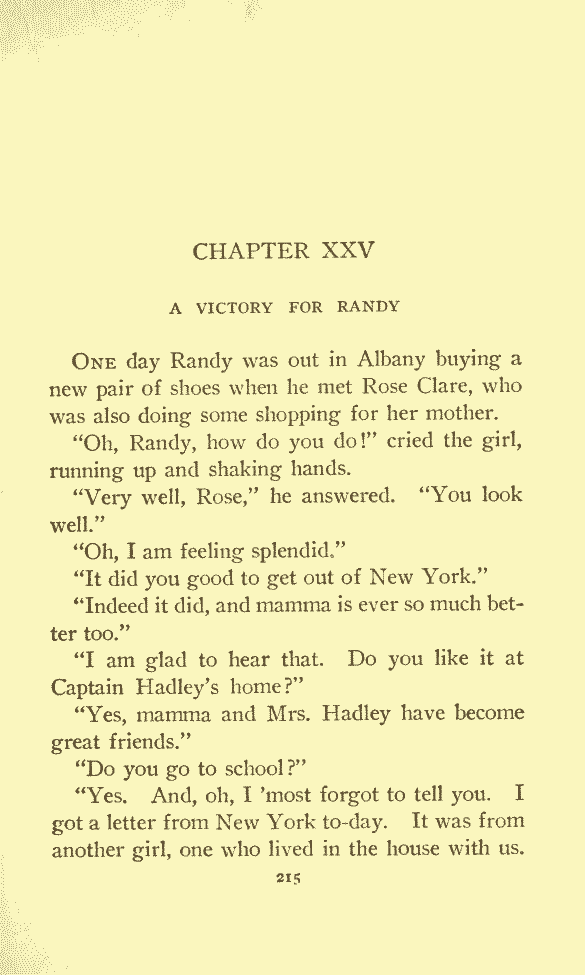 CHAPTER XXV
A VICTORY FOR RANDY
ONE day Randy was out in Albany buying a
new pair of shoes when he met Rose Clare, who
was also doing some shopping for her mother.
“Oh, Randy, how do you do!” cried the girl,
running up and shaking hands.
“Very well, Rose,” he answered. “You look
well.”
“Oh, I am feeling splendid.”
“It did you good to get out of New York.”
“Indeed it did, and mamma is ever so much bet-
ter too.”
“I am glad to hear that. Do you like it at
Captain Hadley’s home?”
“Yes, mamma and Mrs. Hadley have become
great friends.”
“Do you go to school?”
“Yes. And, oh, I ’most forgot to tell you. I
got a letter from New York to-day. It was from
another girl, one who lived in the house with us.
215